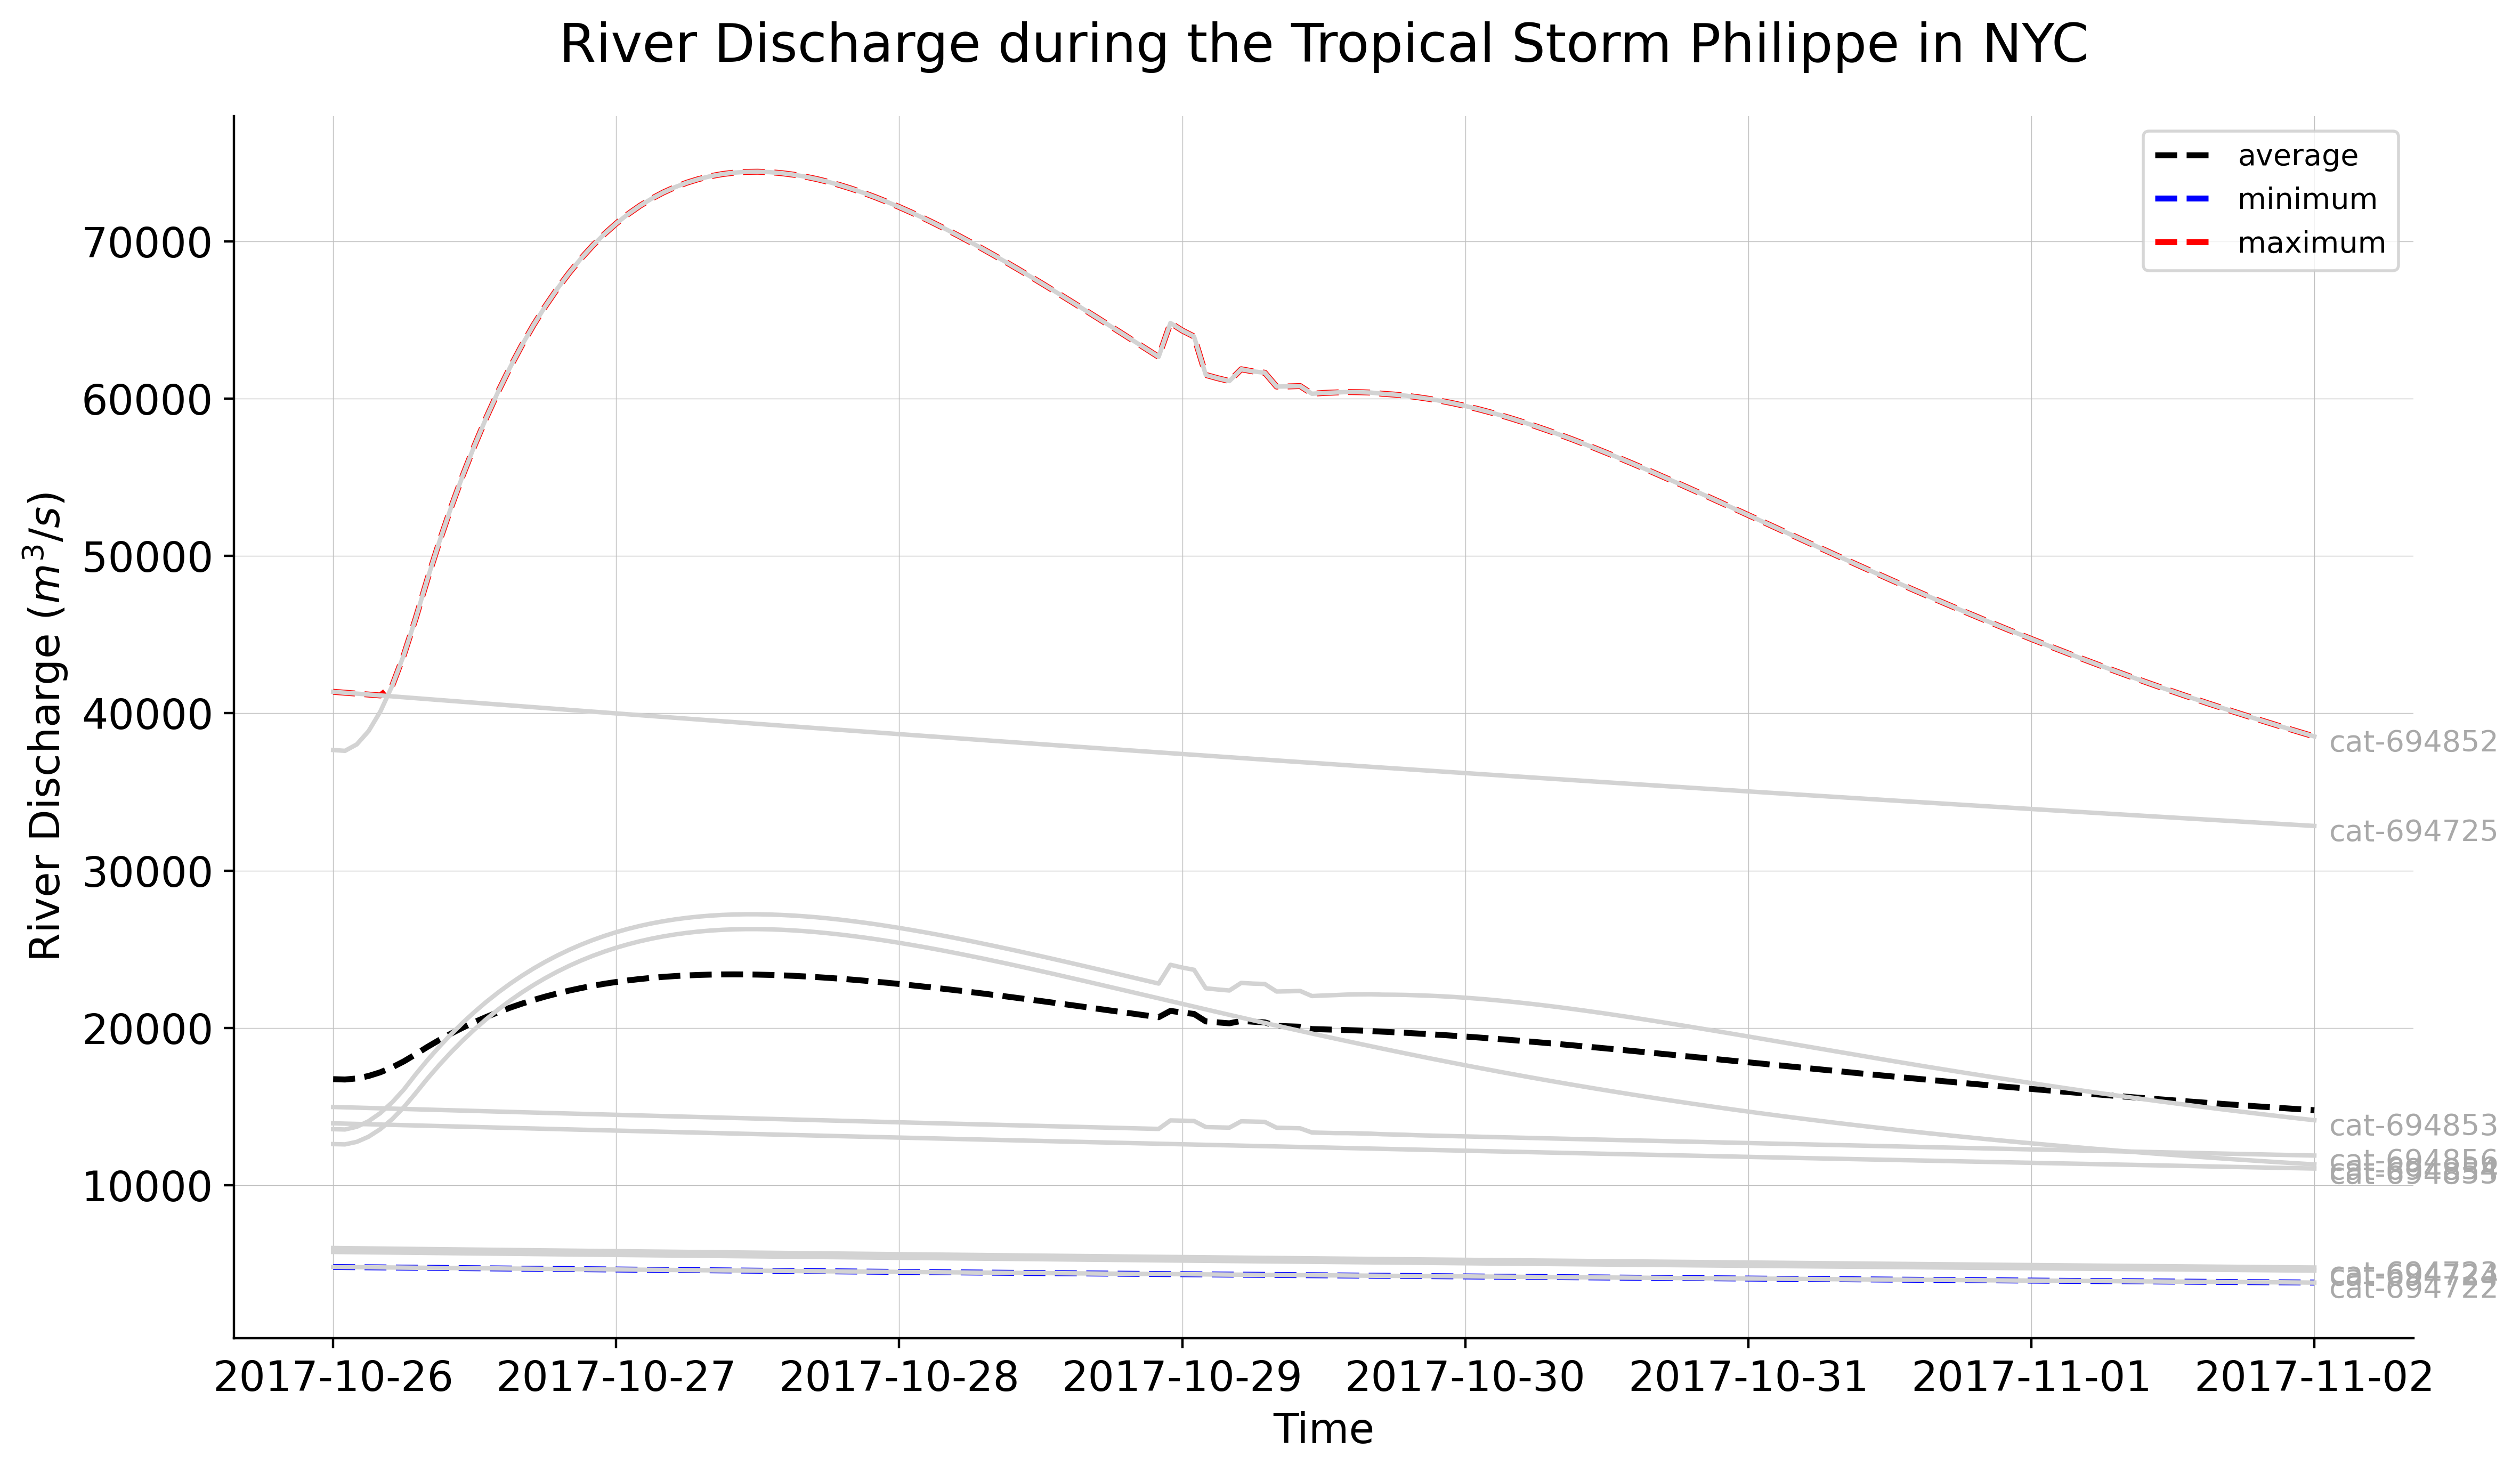 River Discharge during the Tropical Storm Philippe in NYC
average
minimum
maximum
70000
60000
50000
40000
30000
20000
10000
River Discharge (m³/s)
cat-694852
cat-694725
cat-694853
cat-694856
cat-694722
2017-10-26
2017-10-27
2017-10-28
2017-10-29
2017-10-30
2017-10-31
2017-11-01
2017-11-02
Time